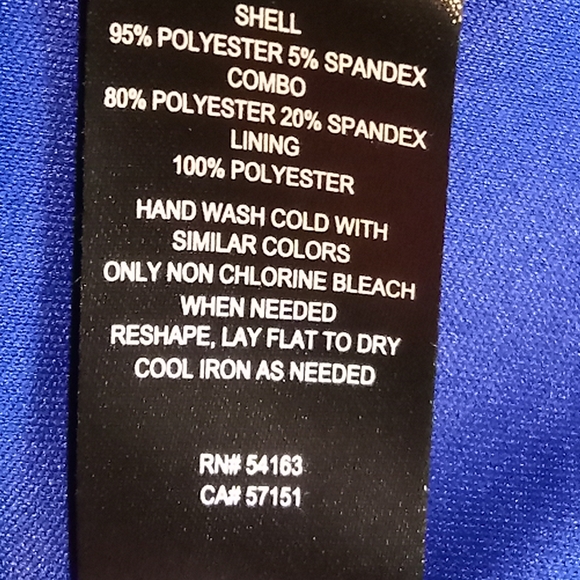 SHELL
95% POLYESTER 5% SPANDEX
COMBO
80% POLYESTER 20% SPANDEX
LINING
100% POLYESTER
HAND WASH COLD WITH
SIMILAR COLORS
ONLY NON CHLORINE BLEACH
WHEN NEEDED
RESHAPE, LAY FLAT TO DRY
COOL IRON AS NEEDED
RN# 54163
CA# 57151